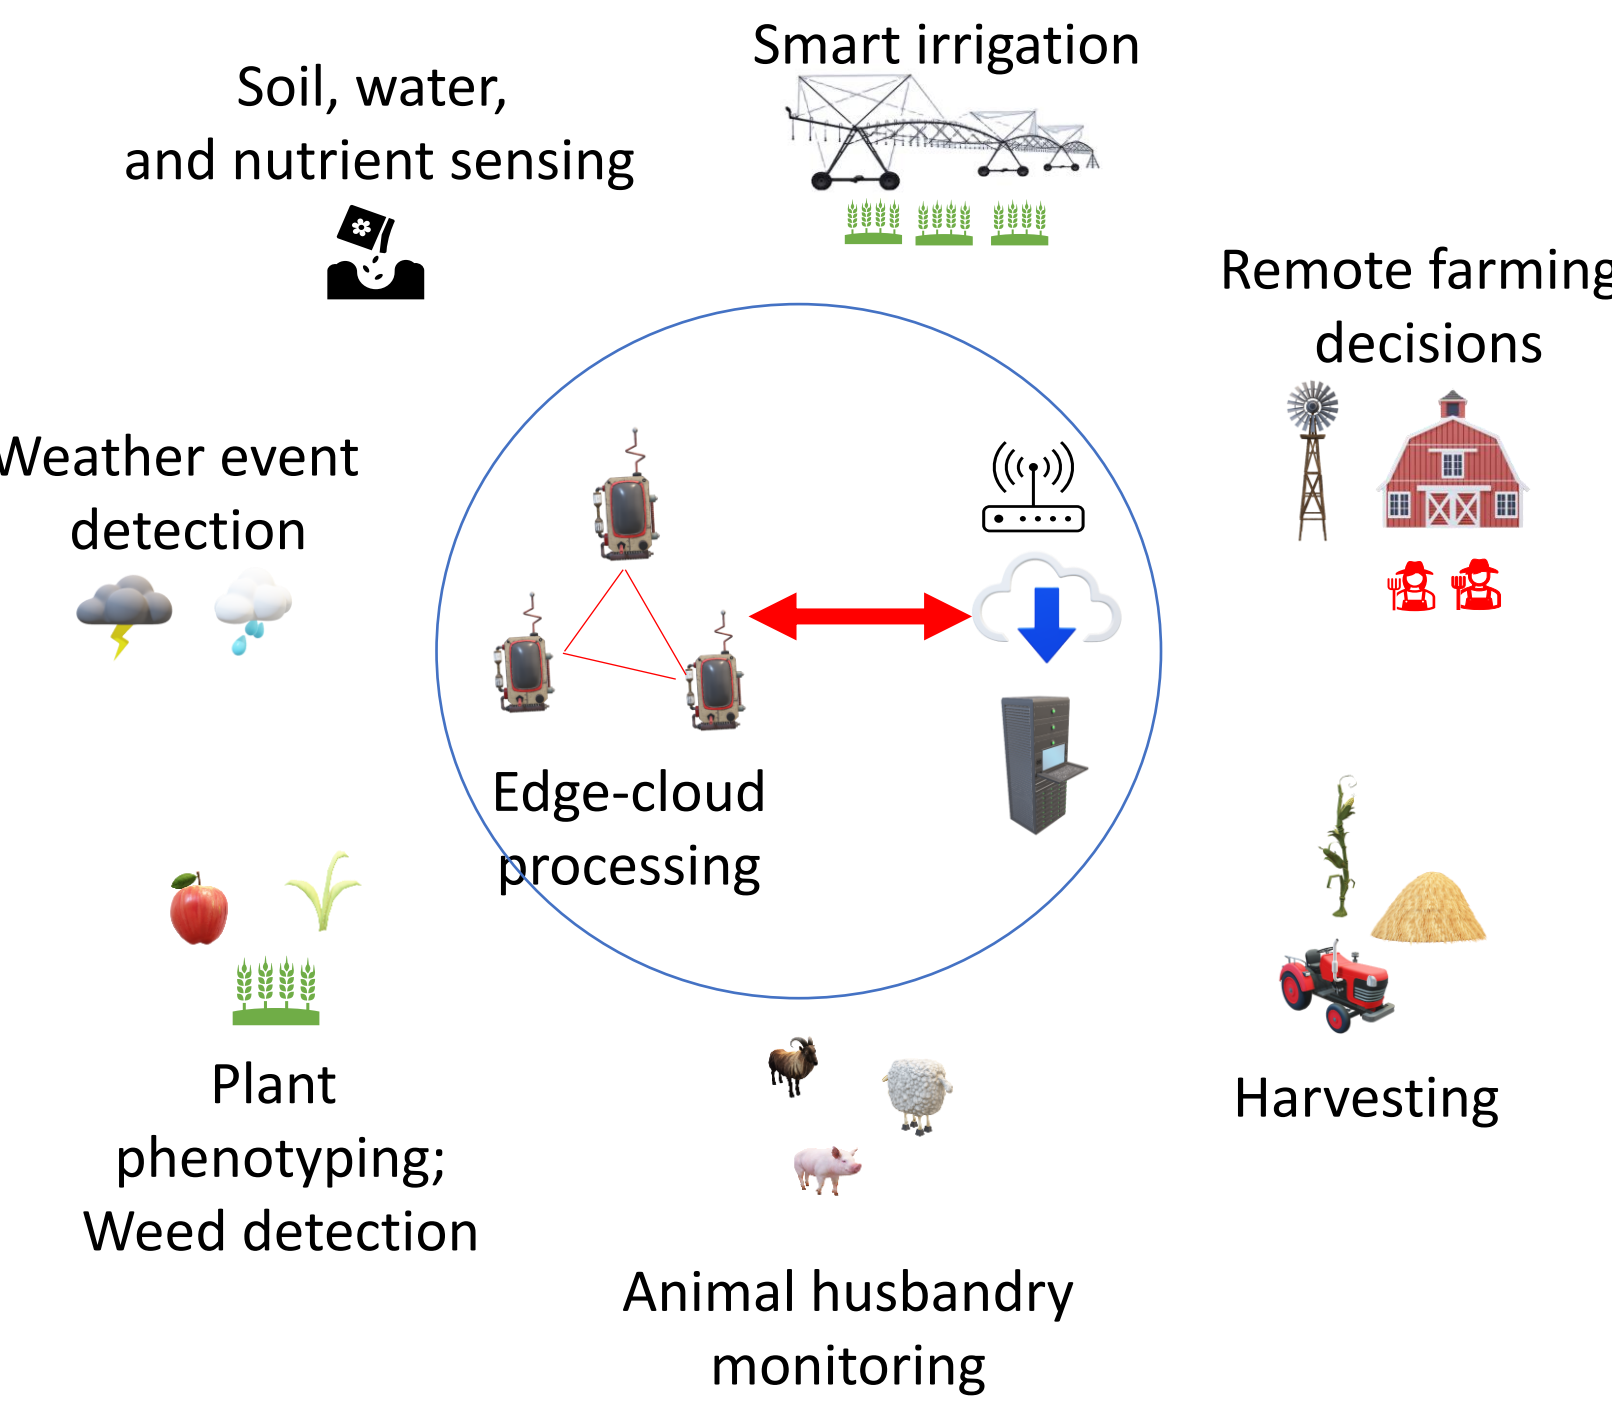 Smart irrigation
Soil, water,
and nutrient sensing
Remote farming
decisions
Weather event
detection
Edge-cloud
processing
Plant
phenotyping;
Weed detection
Harvesting
Animal husbandry
monitoring